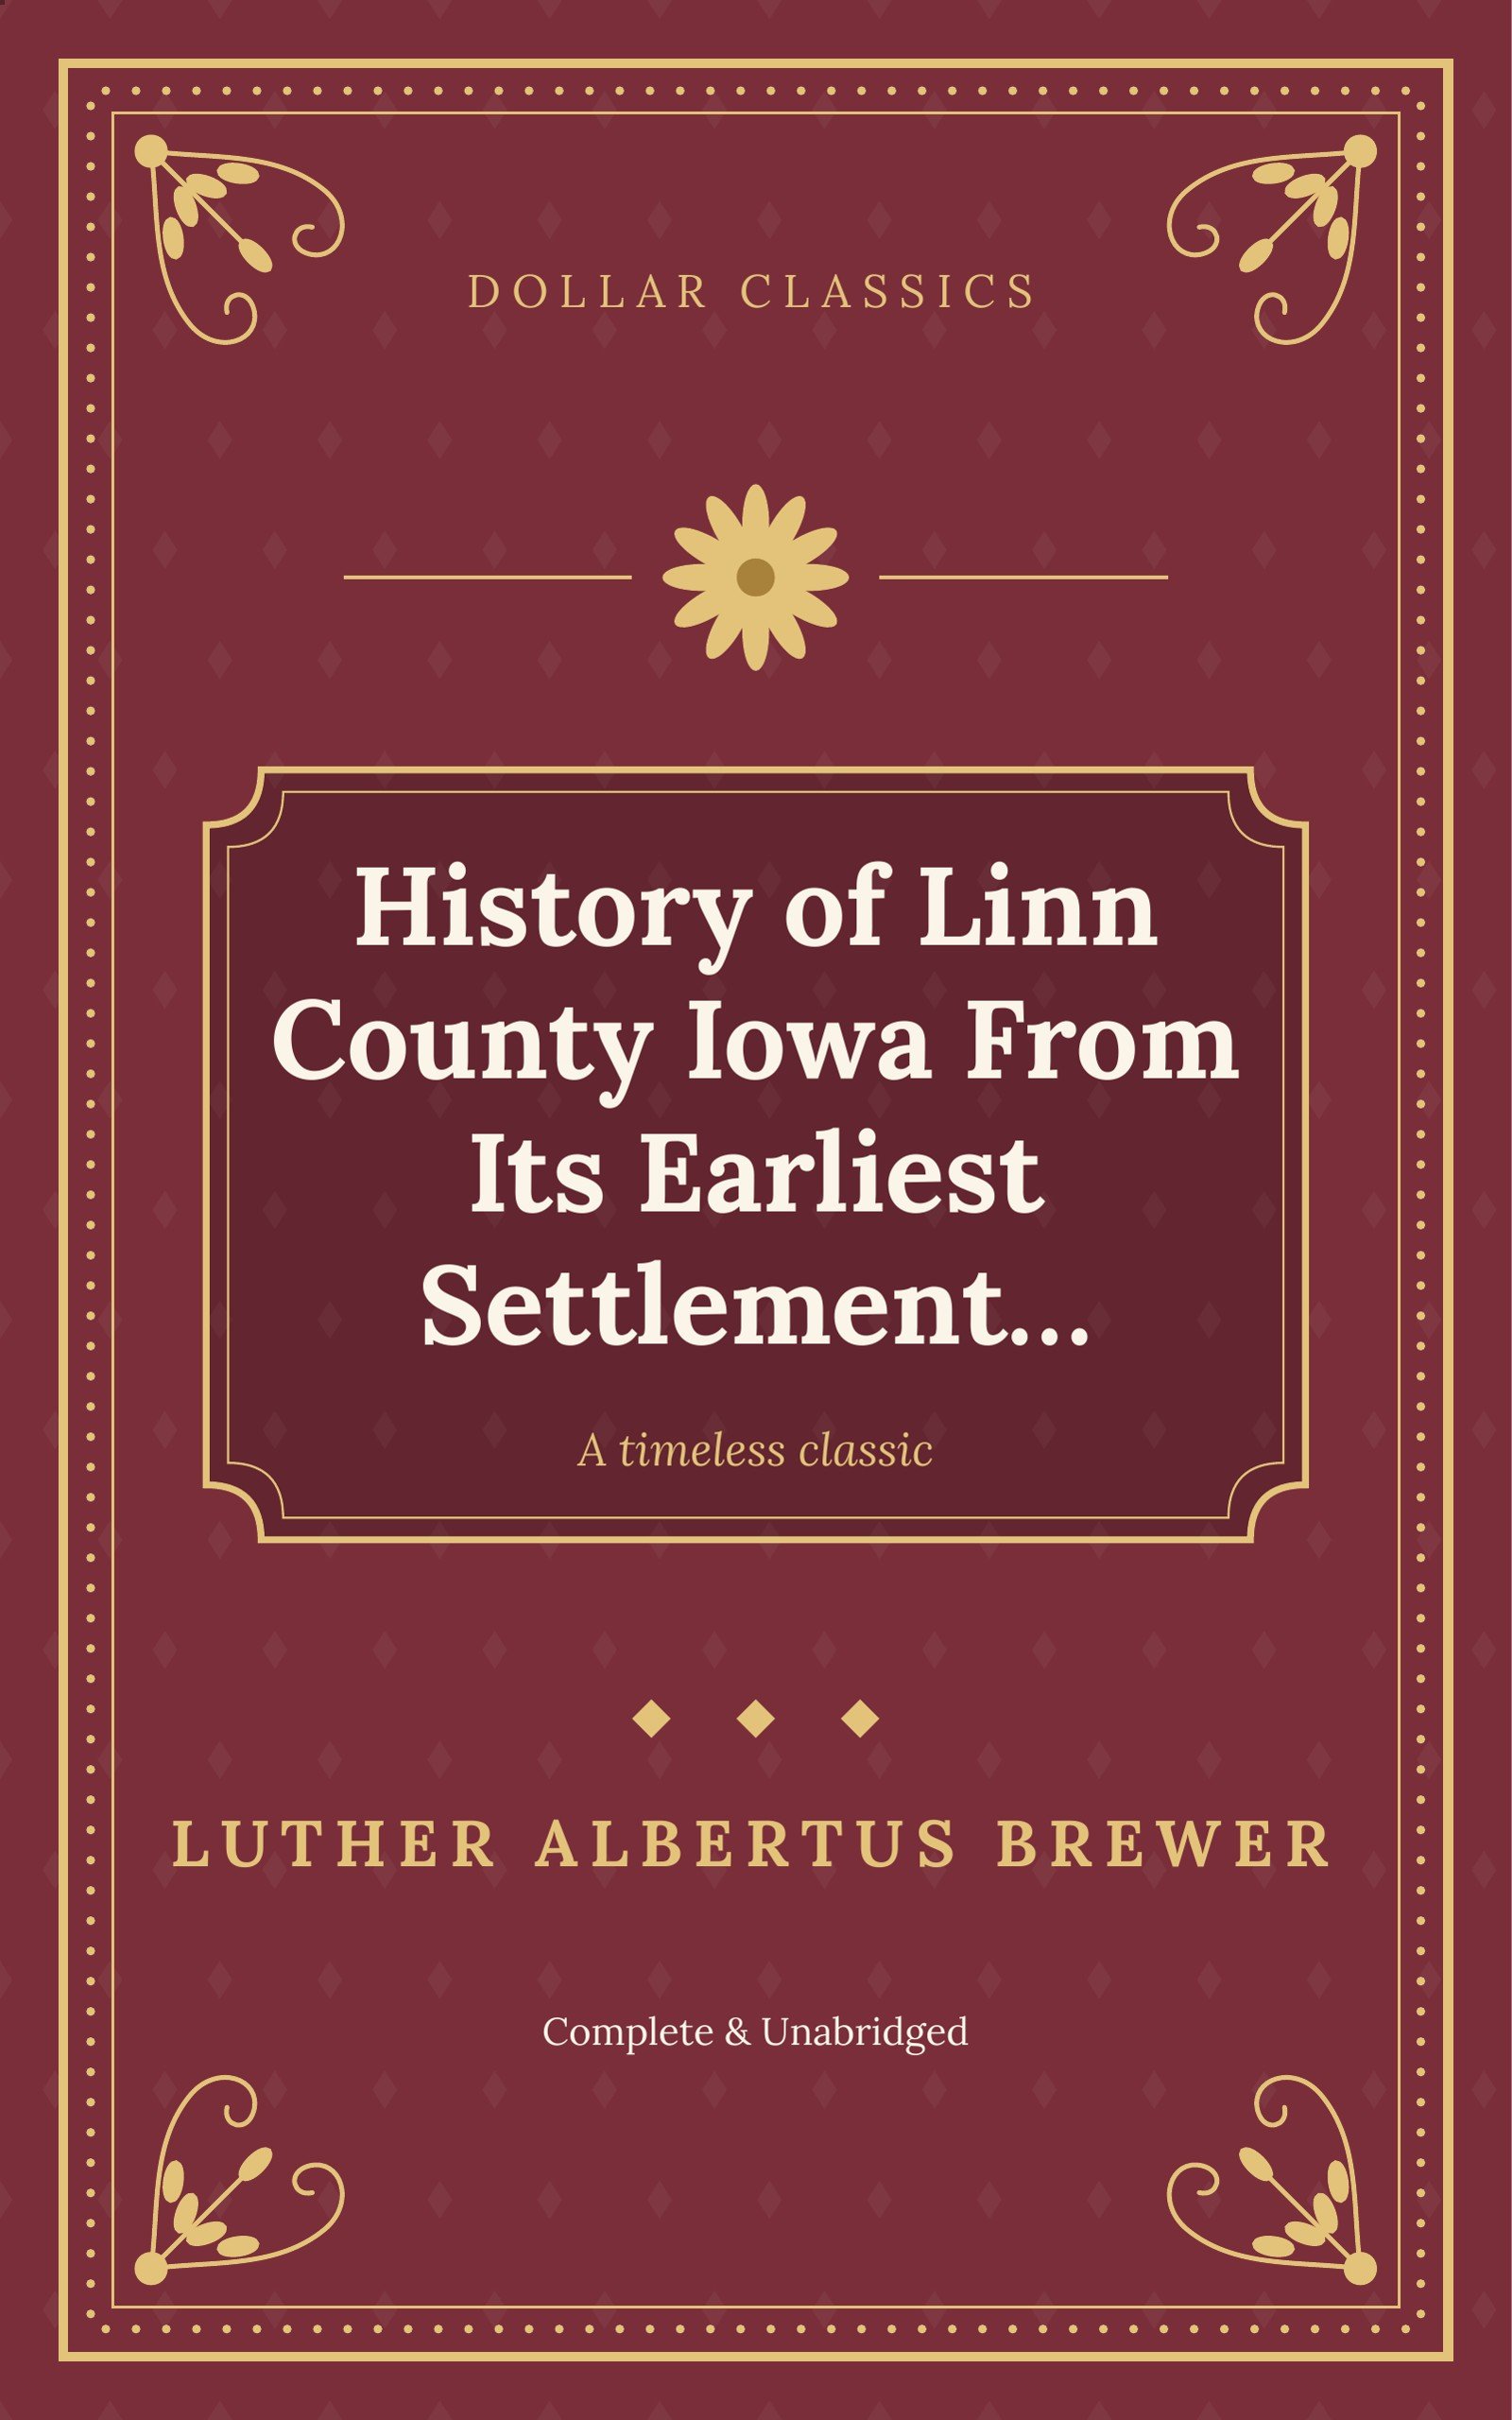 DOLLAR CLASSICS
History of Linn
County Iowa From
Its Earliest
Settlement...
A timeless classic
LUTHER ALBERTUS BREWER
Complete & Unabridged